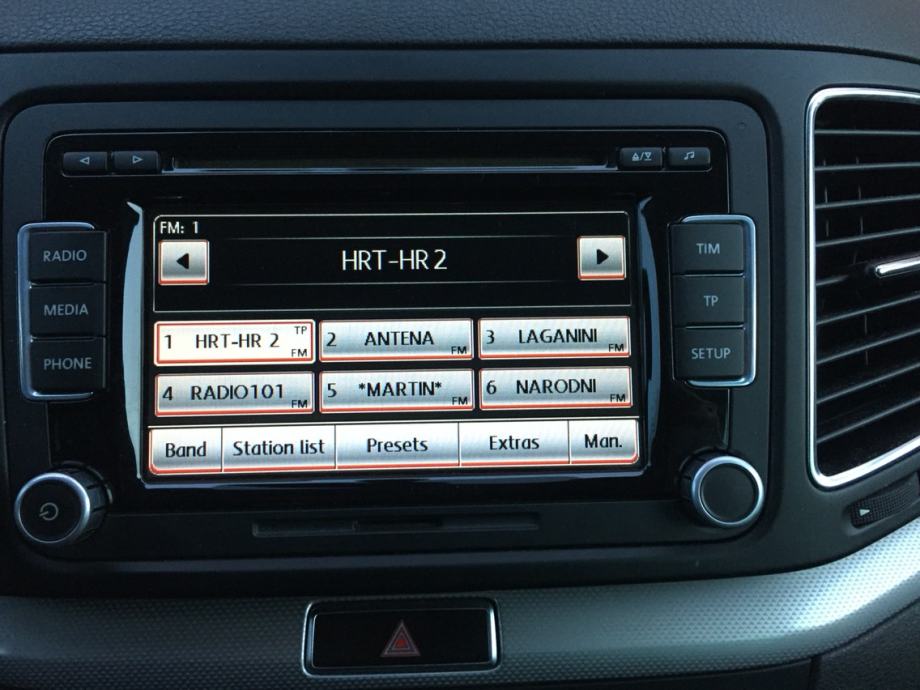 FM: 1
HRT-HR 2
RADIO
MEDIA
PHONE
TIM
TP
SETUP
1 HRT-HR 2 TP FM
2 ANTENA FM
3 LAGANINI FM
4 RADIO101 FM
5 *MARTIN* FM
6 NARODNI FM
Band Station list Presets Extras Man.